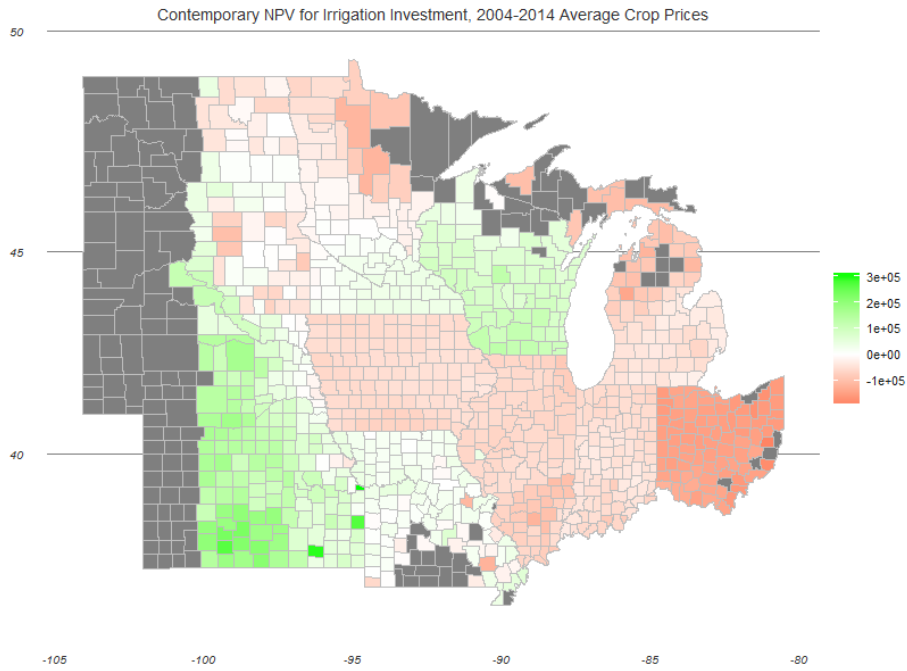 Contemporary NPV for Irrigation Investment, 2004-2014 Average Crop Prices
50
45
40
3e+05
2e+05
1e+05
0e+00
-1e+05
-105 -100 -95 -90 -85 -80